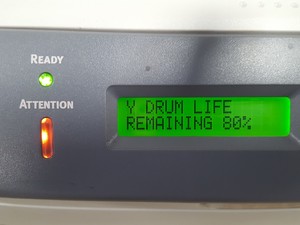 READY
ATTENTION
Y DRUM LIFE
REMAINING 80%